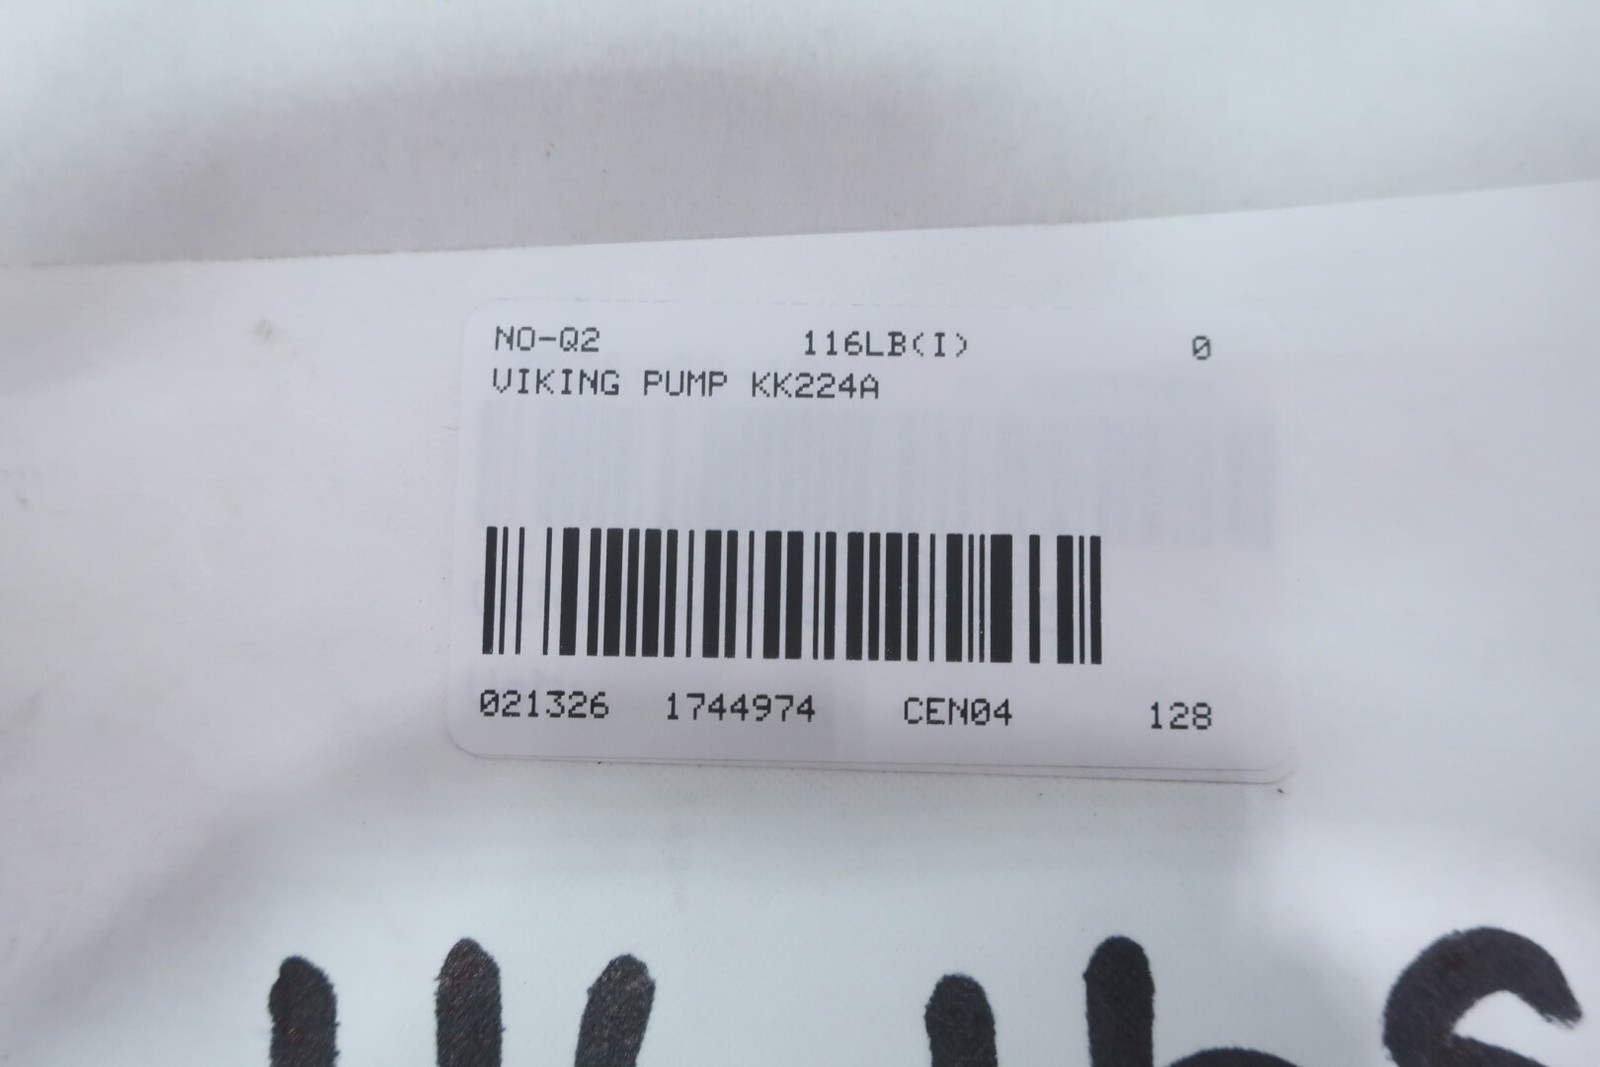 NO-Q2 116LB(I) 0
VIKING PUMP KK224A
021326 1744974 CEN04 128